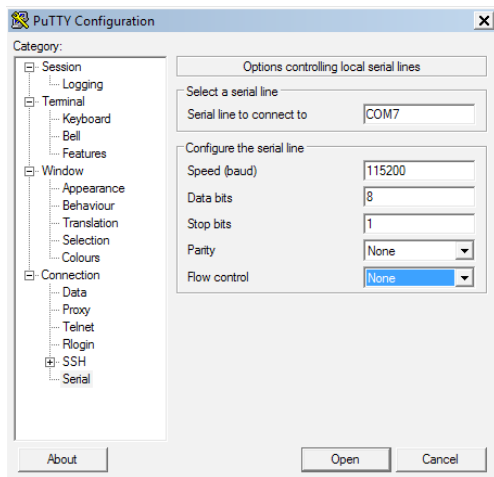 PuTTY Configuration
Category:
Session
Logging
Terminal
Keyboard
Bell
Features
Window
Appearance
Behaviour
Translation
Selection
Colours
Connection
Data
Proxy
Telnet
Rlogin
SSH
Serial
Options controlling local serial lines
Select a serial line
Serial line to connect to COM7
Configure the serial line
Speed (baud) 115200
Data bits 8
Stop bits 1
Parity None
Flow control None
About Open Cancel